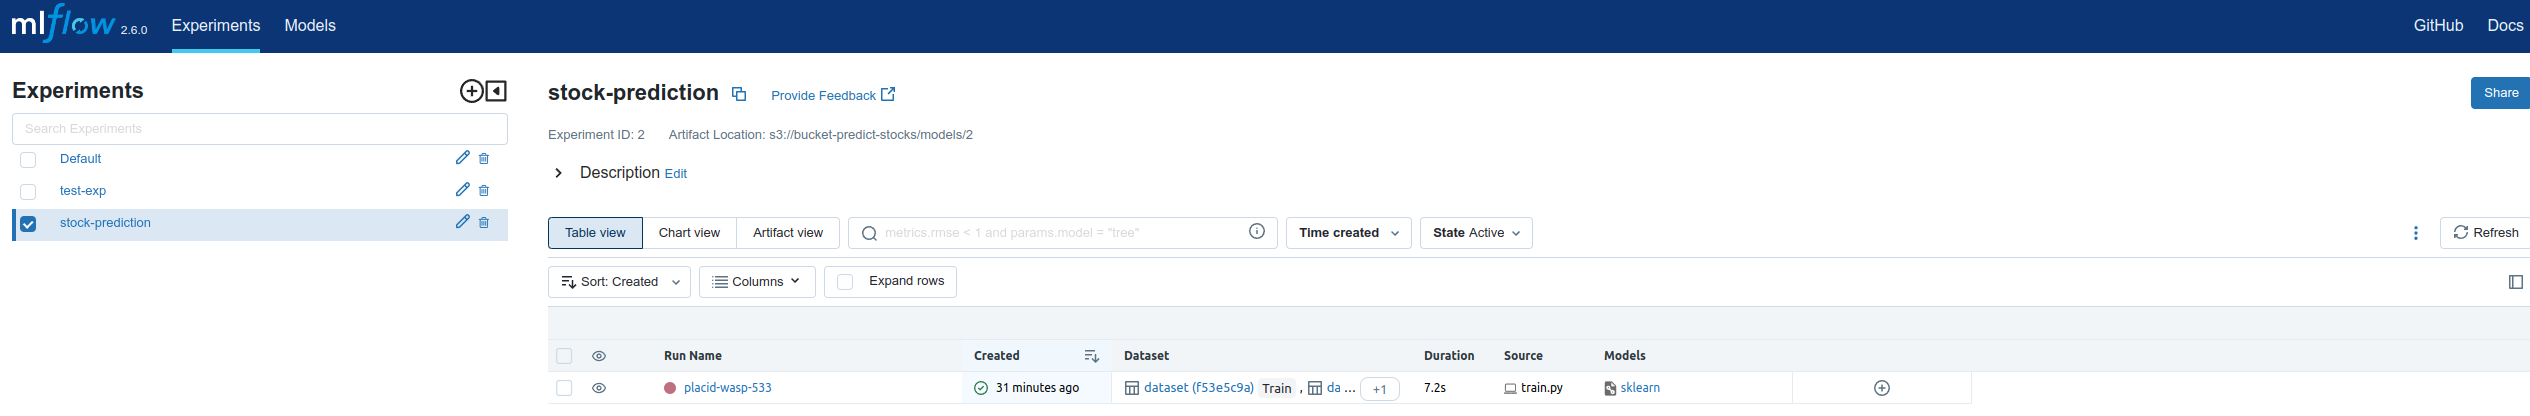 mlflow 2.6.0 Experiments Models GitHub Docs
Experiments
Search Experiments
Default
test-exp
stock-prediction
stock-prediction Provide Feedback Share
Experiment ID: 2 Artifact Location: s3://bucket-predict-stocks/models/2
Description Edit
Table view Chart view Artifact view metrics.rmse < 1 and params.model = "tree" Time created State Active Refresh
Sort: Created Columns Expand rows
Run Name Created Dataset Duration Source Models
placid-wasp-533 31 minutes ago dataset (f53e5c9a) Train , da ... +1 7.2s train.py sklearn